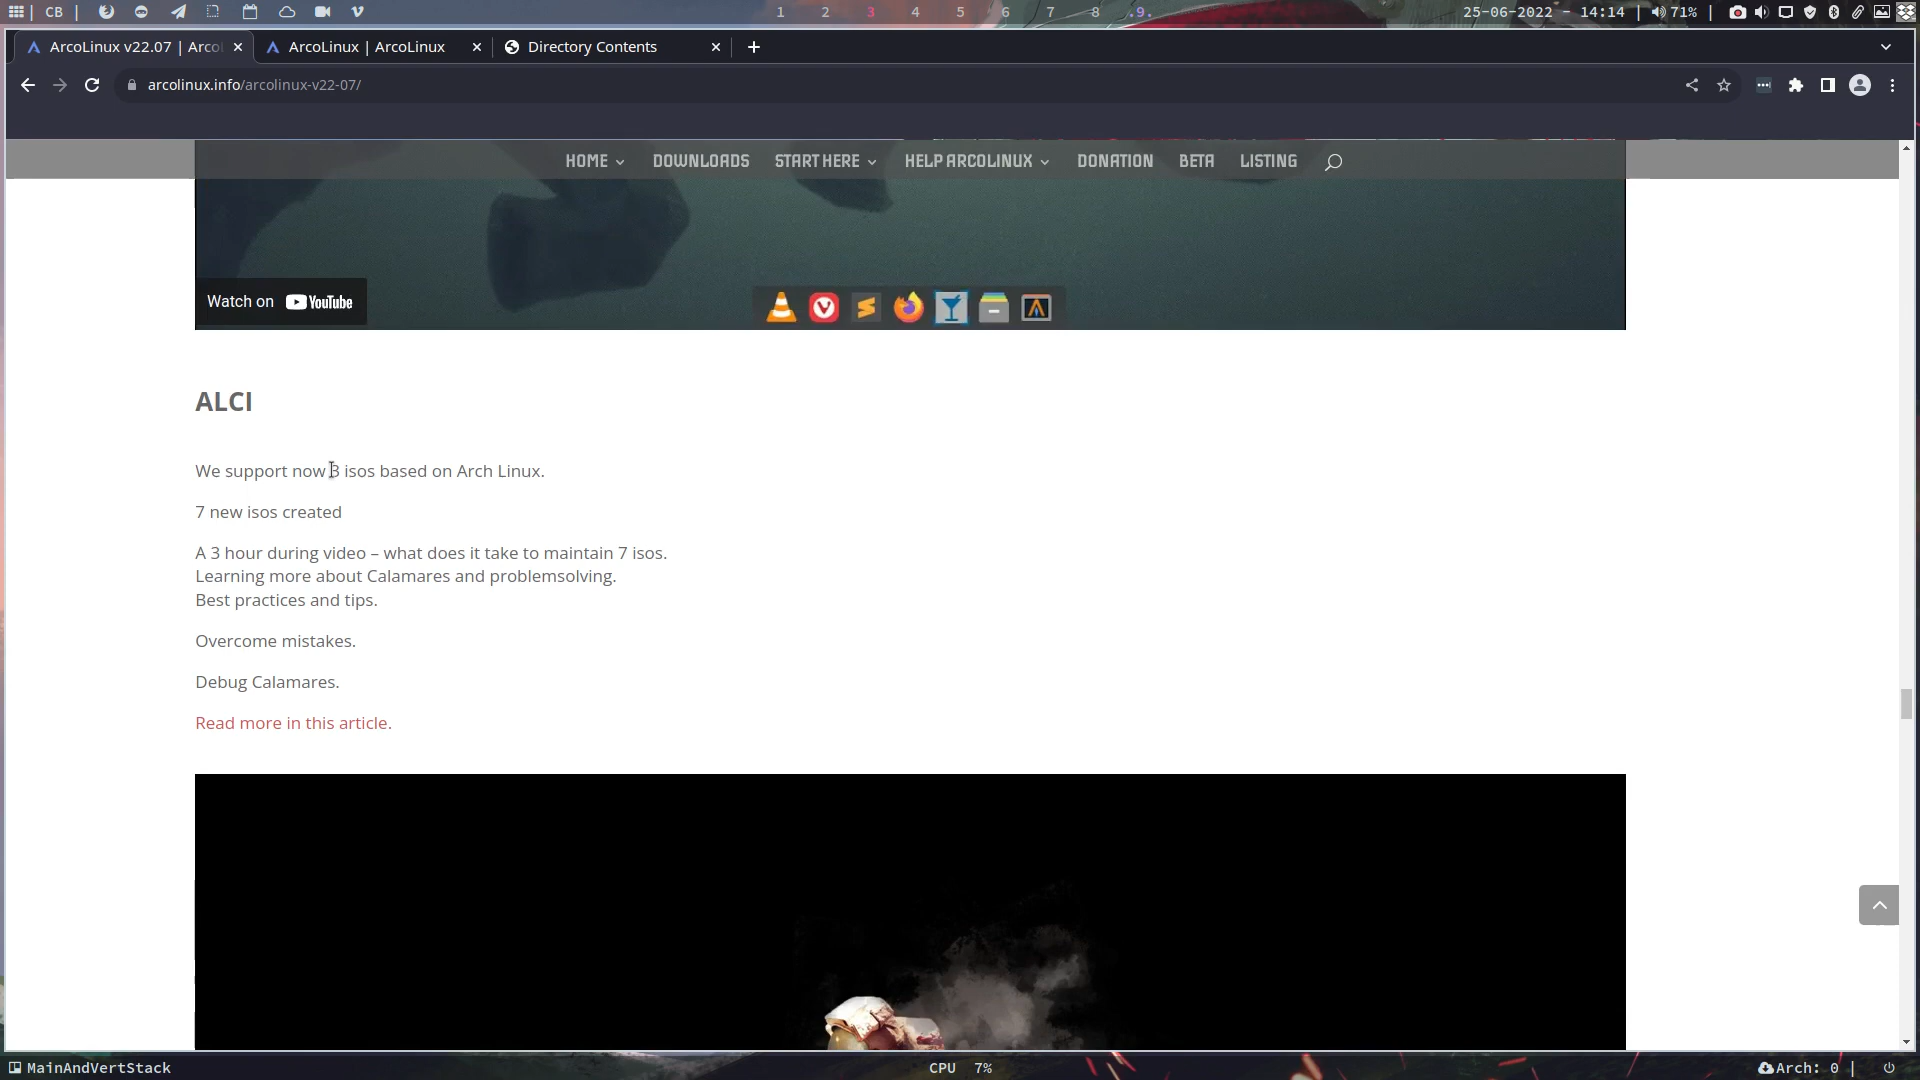 CB
1 2 3 4 5 6 7 8 .9.
25-06-2022 - 14:14 | 71% |
ArcoLinux v22.07 | Arco
ArcoLinux | ArcoLinux
Directory Contents
arcolinux.info/arcolinux-v22-07/
HOME
DOWNLOADS
START HERE
HELP ARCOLINUX
DONATION
BETA
LISTING
Watch on YouTube
ALCI
We support now 3 isos based on Arch Linux.
7 new isos created
A 3 hour during video – what does it take to maintain 7 isos.
Learning more about Calamares and problemsolving.
Best practices and tips.
Overcome mistakes.
Debug Calamares.
Read more in this article.
MainAndVertStack
CPU 7%
Arch: 0 |